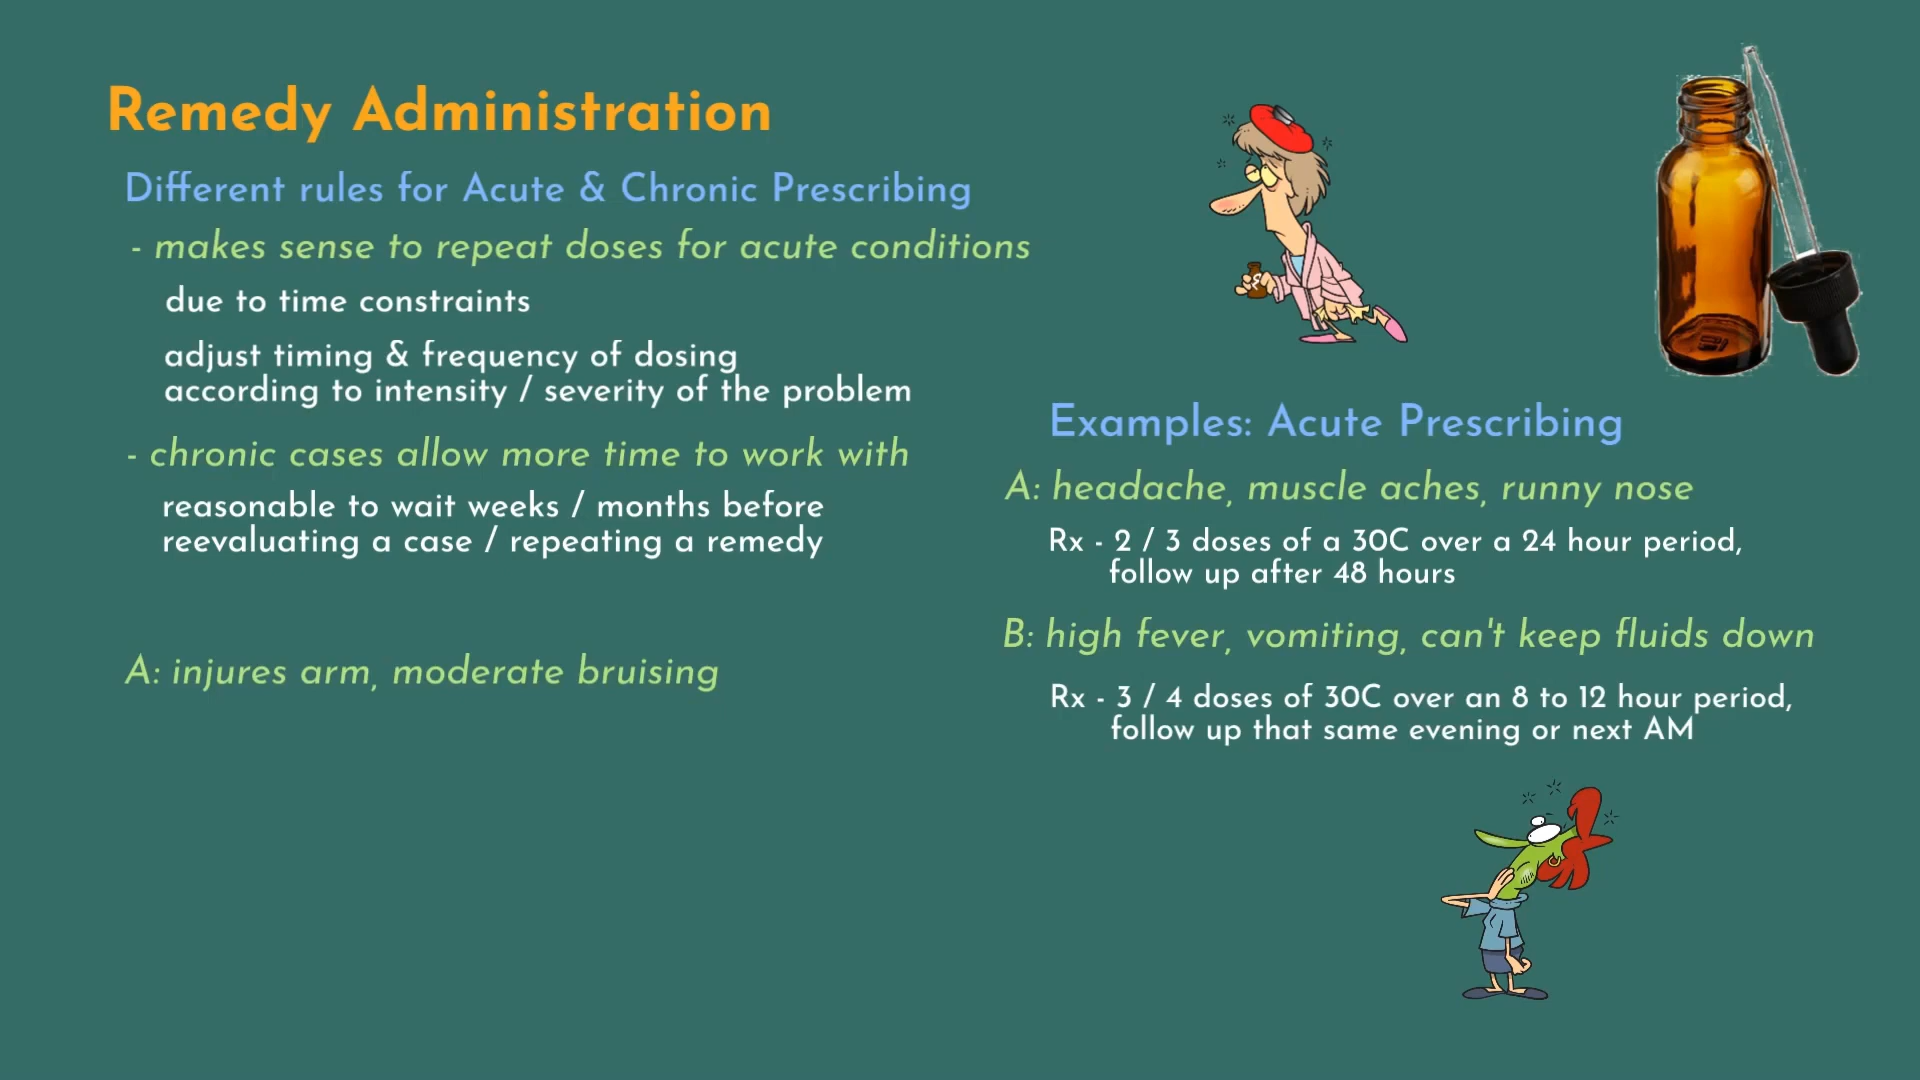 Remedy Administration
Different rules for Acute & Chronic Prescribing
- makes sense to repeat doses for acute conditions
due to time constraints
adjust timing & frequency of dosing
according to intensity / severity of the problem
- chronic cases allow more time to work with
reasonable to wait weeks / months before
reevaluating a case / repeating a remedy
A: injures arm, moderate bruising
Examples: Acute Prescribing
A: headache, muscle aches, runny nose
Rx - 2 / 3 doses of a 30C over a 24 hour period,
follow up after 48 hours
B: high fever, vomiting, can't keep fluids down
Rx - 3 / 4 doses of 30C over an 8 to 12 hour period,
follow up that same evening or next AM